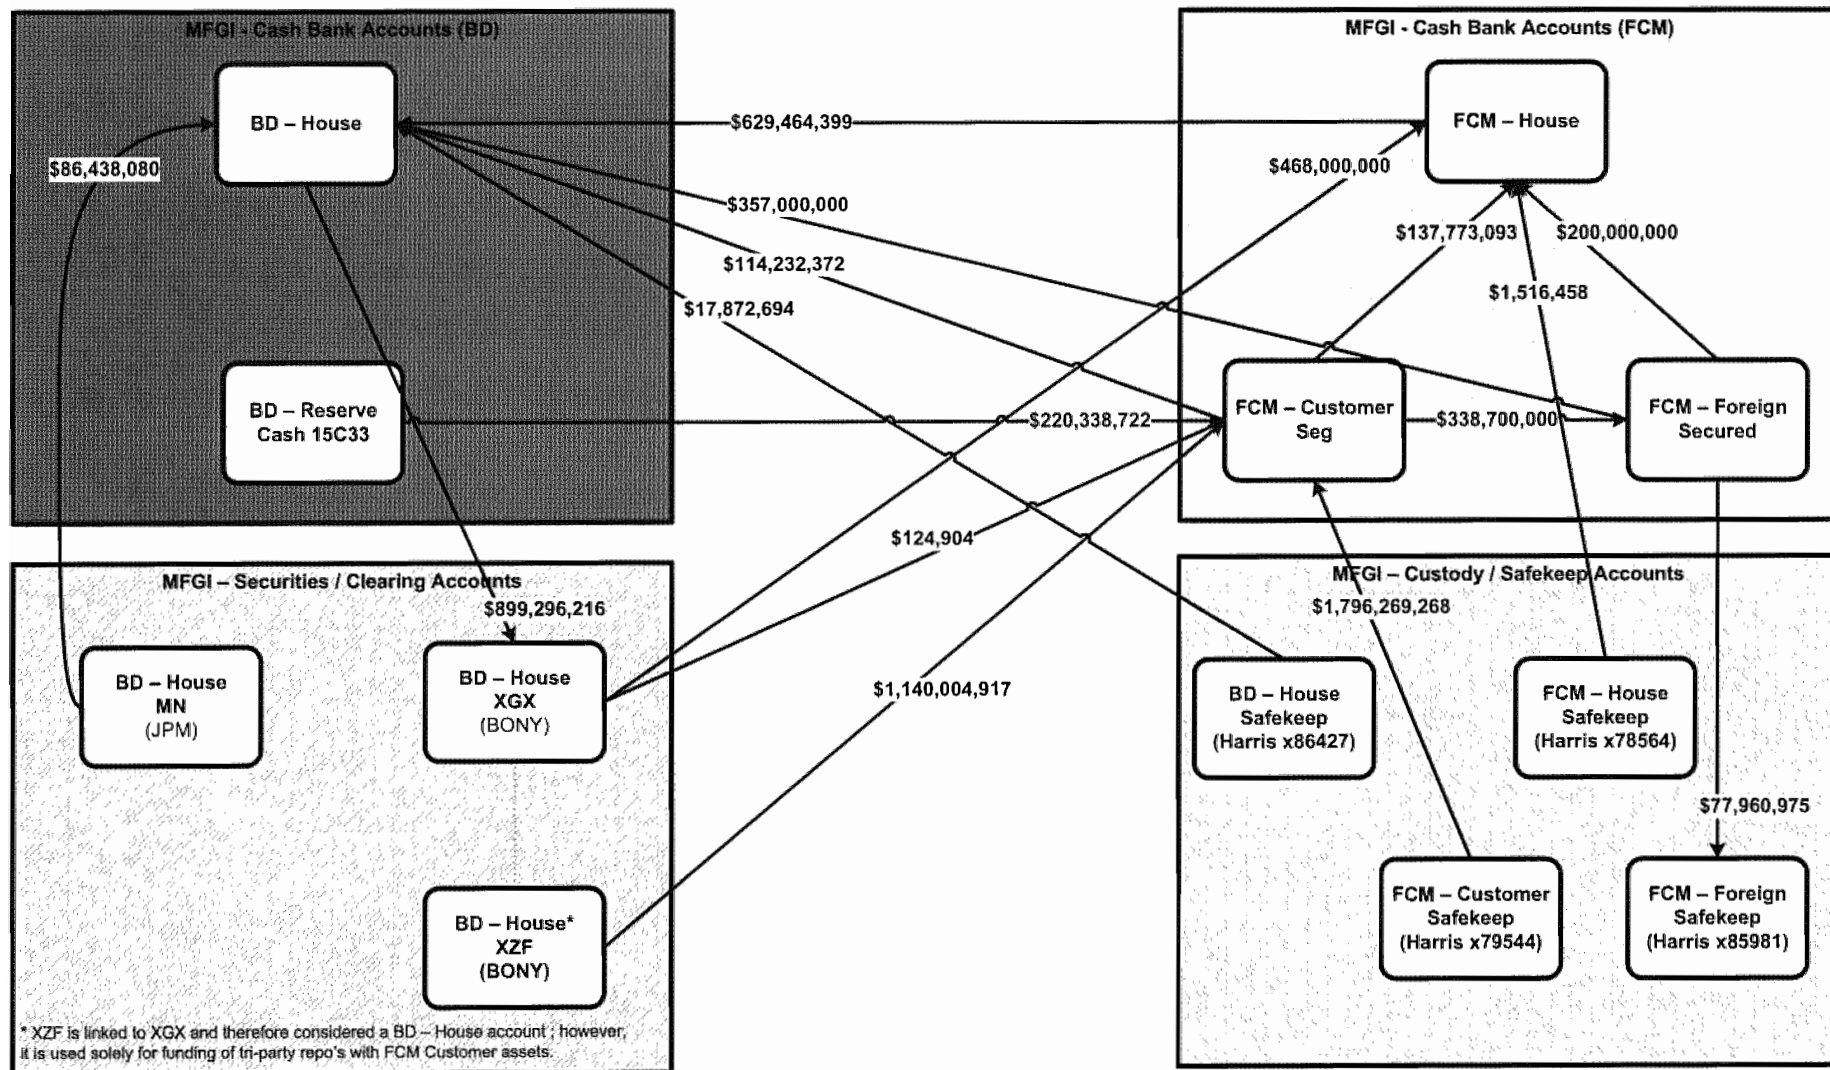 MFGI - Cash Bank Accounts (BD)
BD – House
$86,438,080
BD – Reserve
Cash 15C33
$629,464,399
$357,000,000
$114,232,372
$17,872,694
$220,338,722
$124,904
$1,140,004,917
MFGI - Cash Bank Accounts (FCM)
FCM – House
$468,000,000
$137,773,093
$200,000,000
$1,516,458
FCM – Customer
Seg
$338,700,000
FCM – Foreign
Secured
MFGI – Securities / Clearing Accounts
$899,296,216
BD – House
MN
(JPM)
BD – House
XGX
(BONY)
BD – House*
XZF
(BONY)
* XZF is linked to XGX and therefore considered a BD – House account ; however,
it is used solely for funding of tri-party repo's with FCM Customer assets.
MFGI – Custody / Safekeep Accounts
$1,796,269,268
BD – House
Safekeep
(Harris x86427)
FCM – House
Safekeep
(Harris x78564)
$77,960,975
FCM – Customer
Safekeep
(Harris x79544)
FCM – Foreign
Safekeep
(Harris x85981)